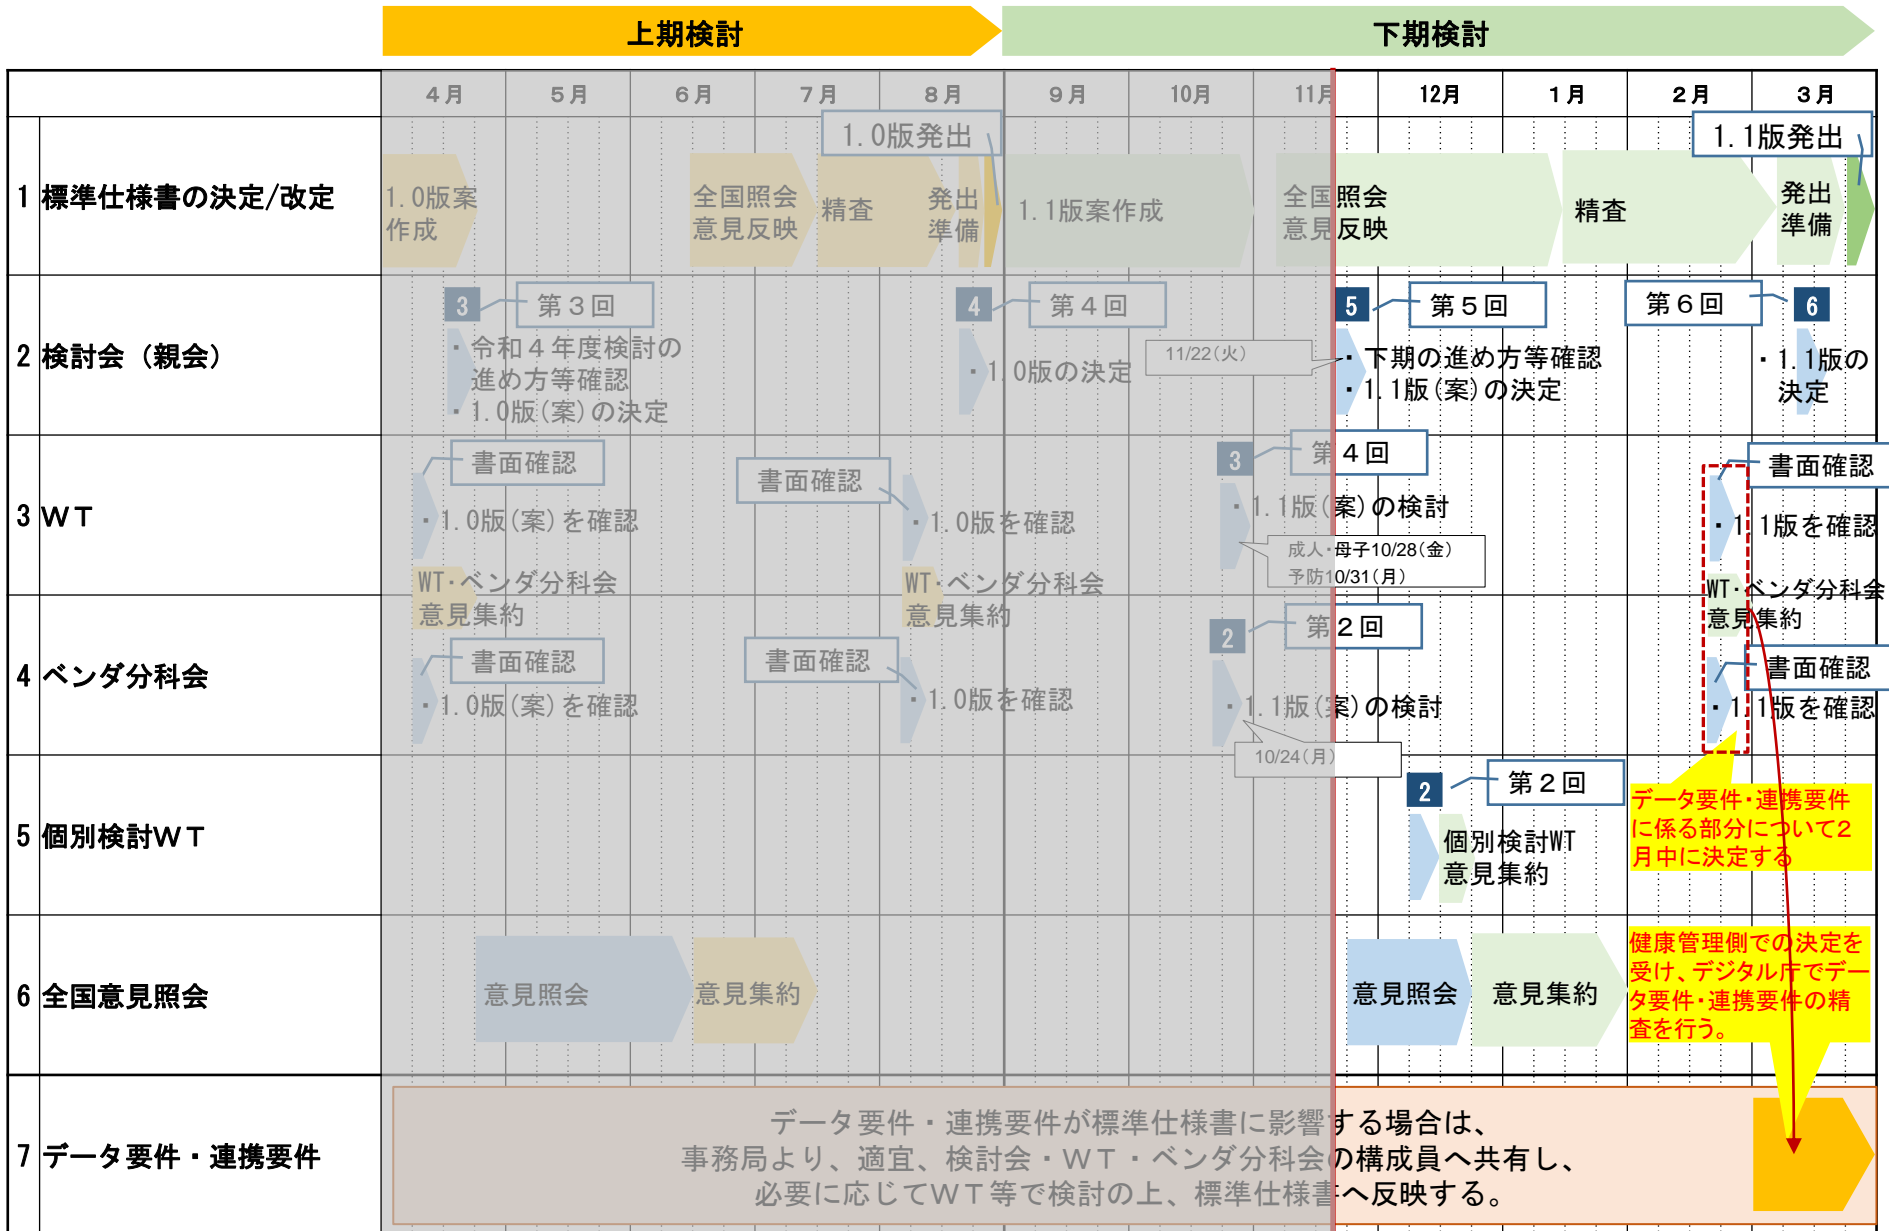 上期検討
下期検討
4月 5月 6月 7月 8月 9月 10月 11月 12月 1月 2月 3月
1 標準仕様書の決定/改定
1.0版案
作成
全国照会
意見反映
精査
発出
準備
1.0版発出
1.1版案作成
全国照会
意見反映
精査
発出
準備
1.1版発出
2 検討会（親会）
3
第３回
・令和４年度検討の
進め方等確認
・1.0版(案)の決定
4
第４回
・1.0版の決定
11/22(火)
5
第５回
・下期の進め方等確認
・1.1版(案)の決定
第６回
6
・1.1版の
決定
3 ＷＴ
書面確認
・1.0版(案)を確認
書面確認
・1.0版を確認
3
第４回
・1.1版(案)の検討
成人・母子10/28(金)
予防10/31(月)
書面確認
・1.1版を確認
WT・ベンダ分科会
意見集約
WT・ベンダ分科会
意見集約
WT・ベンダ分科会
意見集約
4 ベンダ分科会
書面確認
・1.0版(案)を確認
書面確認
・1.0版を確認
2
第２回
・1.1版(案)の検討
10/24(月)
書面確認
・1.1版を確認
5 個別検討ＷＴ
2
第２回
個別検討WT
意見集約
データ要件・連携要件
に係る部分について2
月中に決定する
6 全国意見照会
意見照会
意見集約
意見照会
意見集約
健康管理側での決定を
受け、デジタル庁でデー
タ要件・連携要件の精
査を行う。
7 データ要件・連携要件
データ要件・連携要件が標準仕様書に影響する場合は、
事務局より、適宜、検討会・ＷＴ・ベンダ分科会の構成員へ共有し、
必要に応じてＷＴ等で検討の上、標準仕様書へ反映する。